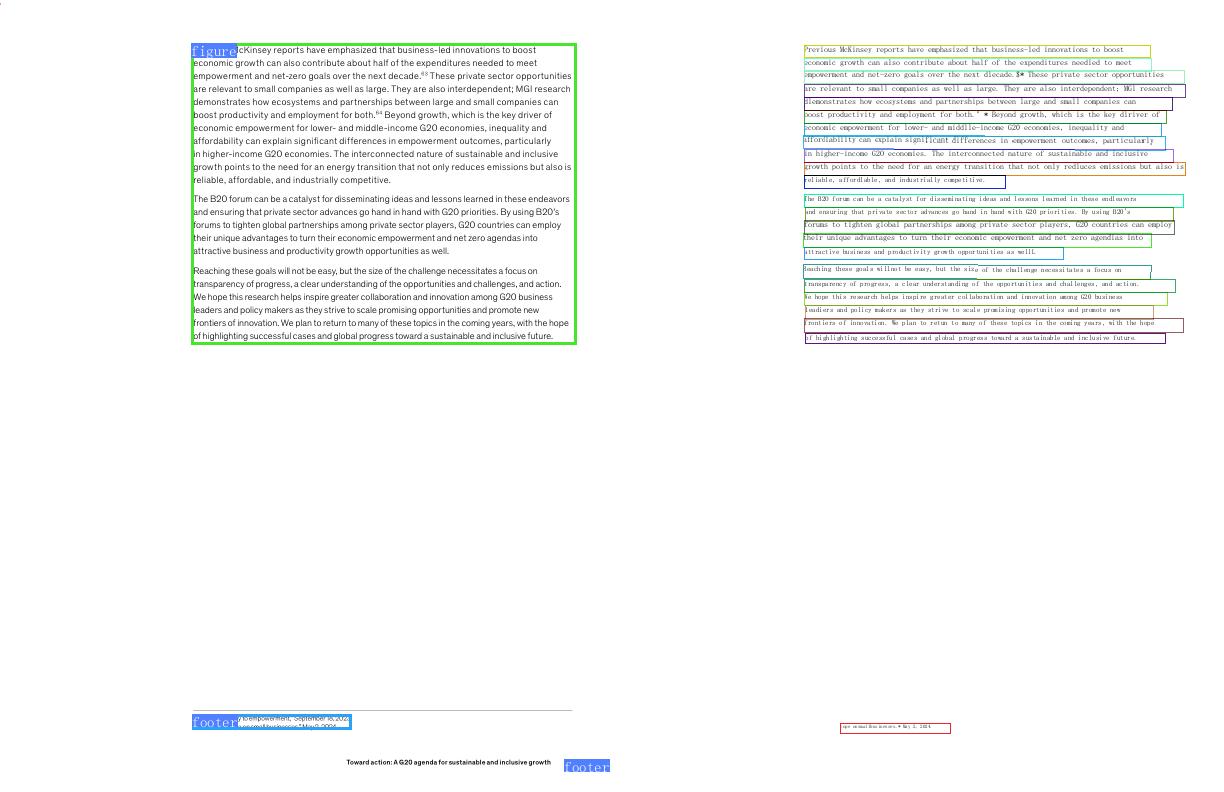 figure cKinsey reports have emphasized that business-led innovations to boost
economic growth can also contribute about half of the expenditures needed to meet
empowerment and net-zero goals over the next decade.⁶³ These private sector opportunities
are relevant to small companies as well as large. They are also interdependent; MGI research
demonstrates how ecosystems and partnerships between large and small companies can
boost productivity and employment for both.⁶⁴ Beyond growth, which is the key driver of
economic empowerment for lower- and middle-income G20 economies, inequality and
affordability can explain significant differences in empowerment outcomes, particularly
in higher-income G20 economies. The interconnected nature of sustainable and inclusive
growth points to the need for an energy transition that not only reduces emissions but also is
reliable, affordable, and industrially competitive.
The B20 forum can be a catalyst for disseminating ideas and lessons learned in these endeavors
and ensuring that private sector advances go hand in hand with G20 priorities. By using B20's
forums to tighten global partnerships among private sector players, G20 countries can employ
their unique advantages to turn their economic empowerment and net zero agendas into
attractive business and productivity growth opportunities as well.
Reaching these goals will not be easy, but the size of the challenge necessitates a focus on
transparency of progress, a clear understanding of the opportunities and challenges, and action.
We hope this research helps inspire greater collaboration and innovation among G20 business
leaders and policy makers as they strive to scale promising opportunities and promote new
frontiers of innovation. We plan to return to many of these topics in the coming years, with the hope
of highlighting successful cases and global progress toward a sustainable and inclusive future.
footer to empowerment," September 18,
small businesses," May 2, 2024.
Toward action: A G20 agenda for sustainable and inclusive growth footer
Previous McKinsey reports have emphasized that business-led innovations to boost
economic growth can also contribute about half of the expenditures needed to meet
empowerment and net-zero goals over the next dlecade.$* These private sector opportunities
are relevant to small companies as well as large. They are also interdependent; MGI research
dlemonstrates how ecosystems and partnerships between large and small companies can
boost productivity and employment for both." * Beyond growth, which is the key diriver of
economic empowerment for lower- and middlle-income G20 economies, inequality and
affordability can expiain significant differences in empowerment outcomes, particularly
in higher-income G20 economies. The interconnected nature of sustainable and inclusive
growth points to the need for an energy transition that not only redluces emissions but also is
reliable, affordlable, and industrially competitive.
The B20 forum can be a catalyst for disseminating ideas and lessons learned in these endeavors
and ensuring that private sector advances go hand in hand with G20 priorities. By using B20's
forums to tighten global partnerships among private sector players, G20 countries can employ
their unique advantages to turn their economic empowerment and net zero agendias into
attractive business and productivity growth opportunities as wellL
Reaching these goals willnot be easy, but the size of the challenge necessitates a focus on
transparency of progress, a clear understanding of the opportunities and challenges, and action.
We hope this research helps inspire greater collaboration and innovation among G20 business
leadiers and policy makers as they strive to scale promising opportunities and promote new
frontiers of innovation. We plan to retun to many of these topics in the coming years, with the hope
of highlighting successful cases and global progress toward a sustainable and inclusive future.
May 2, 2024.